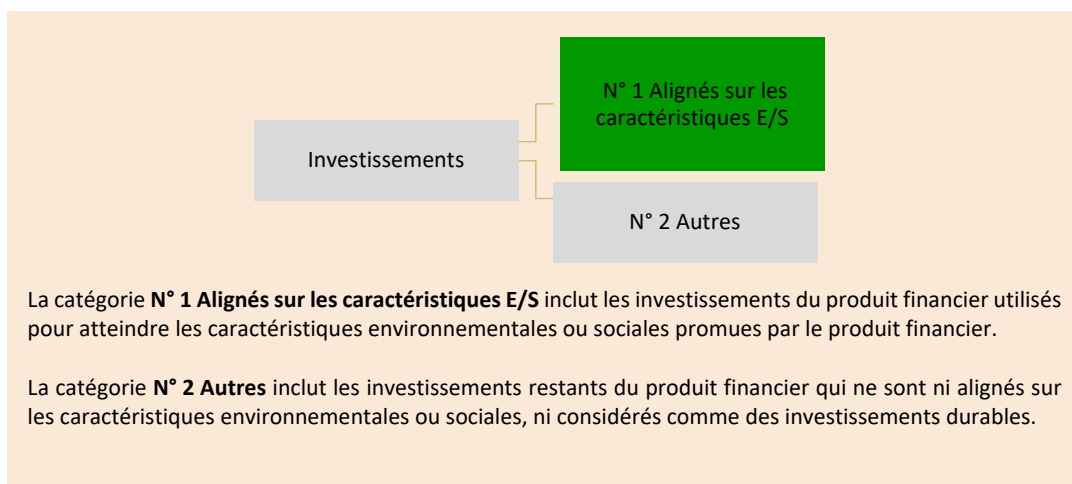 N° 1 Alignés sur les
caractéristiques E/S
Investissements
N° 2 Autres
La catégorie N° 1 Alignés sur les caractéristiques E/S inclut les investissements du produit financier utilisés
pour atteindre les caractéristiques environnementales ou sociales promues par le produit financier.
La catégorie N° 2 Autres inclut les investissements restants du produit financier qui ne sont ni alignés sur
les caractéristiques environnementales ou sociales, ni considérés comme des investissements durables.